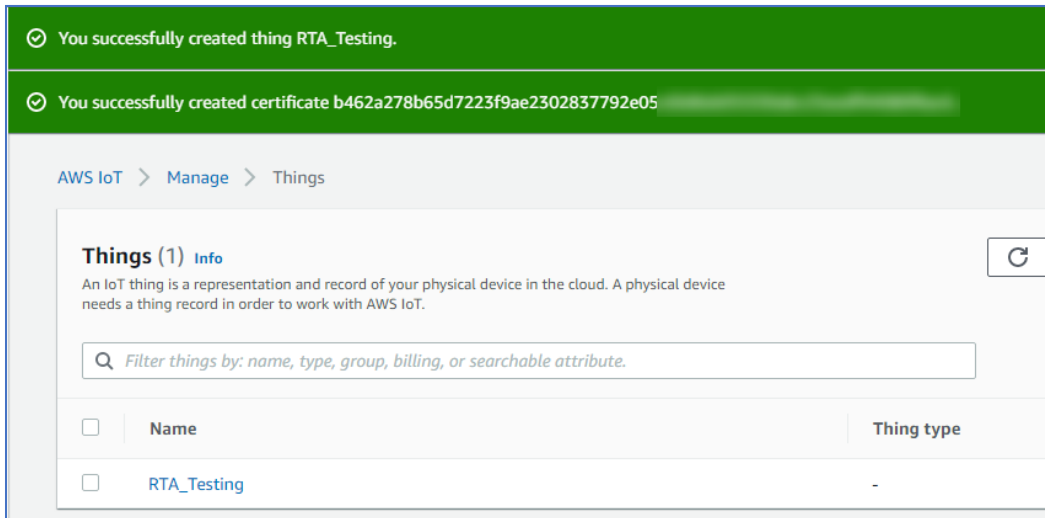 You successfully created thing RTA_Testing.
You successfully created certificate b462a278b65d7223f9ae2302837792e05
AWS IoT > Manage > Things
Things (1) Info
An IoT thing is a representation and record of your physical device in the cloud. A physical device
needs a thing record in order to work with AWS IoT.
Filter things by: name, type, group, billing, or searchable attribute.
Name Thing type
RTA_Testing -